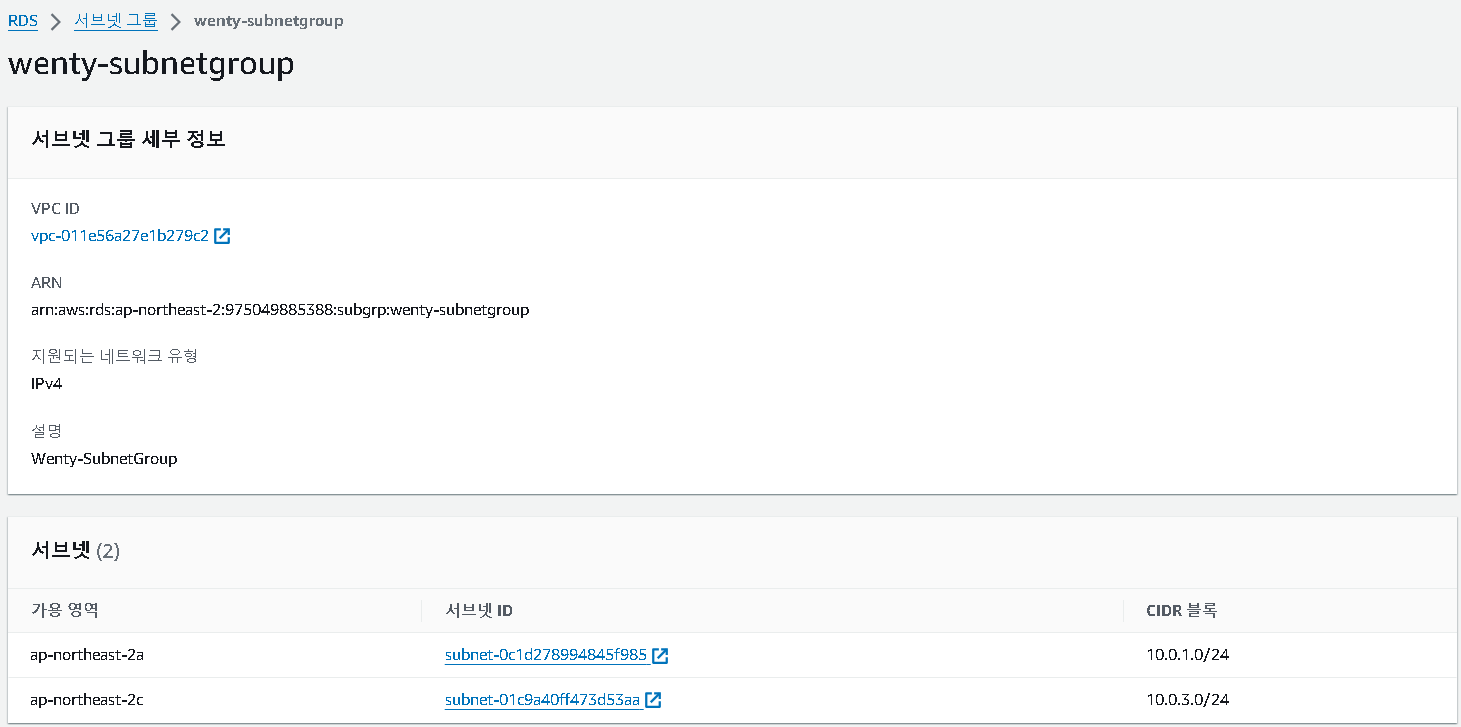 RDS > 서브넷 그룹 > wenty-subnetgroup
wenty-subnetgroup
서브넷 그룹 세부 정보
VPC ID
vpc-011e56a27e1b279c2
ARN
arn:aws:rds:ap-northeast-2:975049885388:subgrp:wenty-subnetgroup
지원되는 네트워크 유형
IPv4
설명
Wenty-SubnetGroup
서브넷 (2)
가용 영역 서브넷 ID CIDR 블록
ap-northeast-2a subnet-0c1d278994845f985 10.0.1.0/24
ap-northeast-2c subnet-01c9a40ff473d53aa 10.0.3.0/24